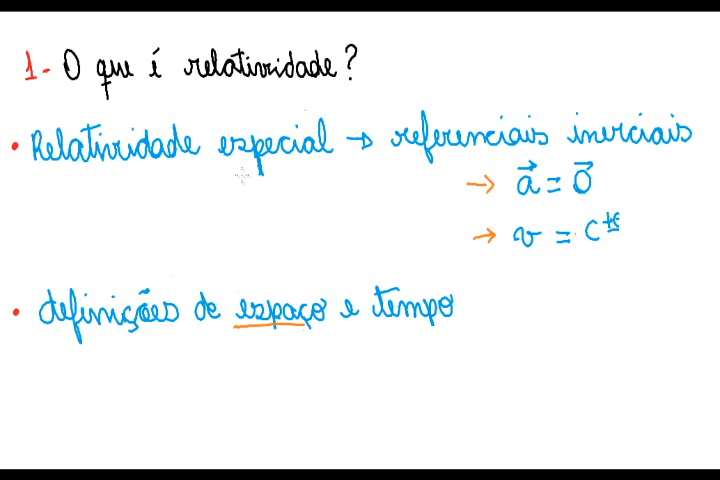 1- O que é relatividade?
• Relatividade especial → referenciais inerciais
→ a⃗ = 0⃗
→ v = cᵗᵉ
• definições de espaço e tempo